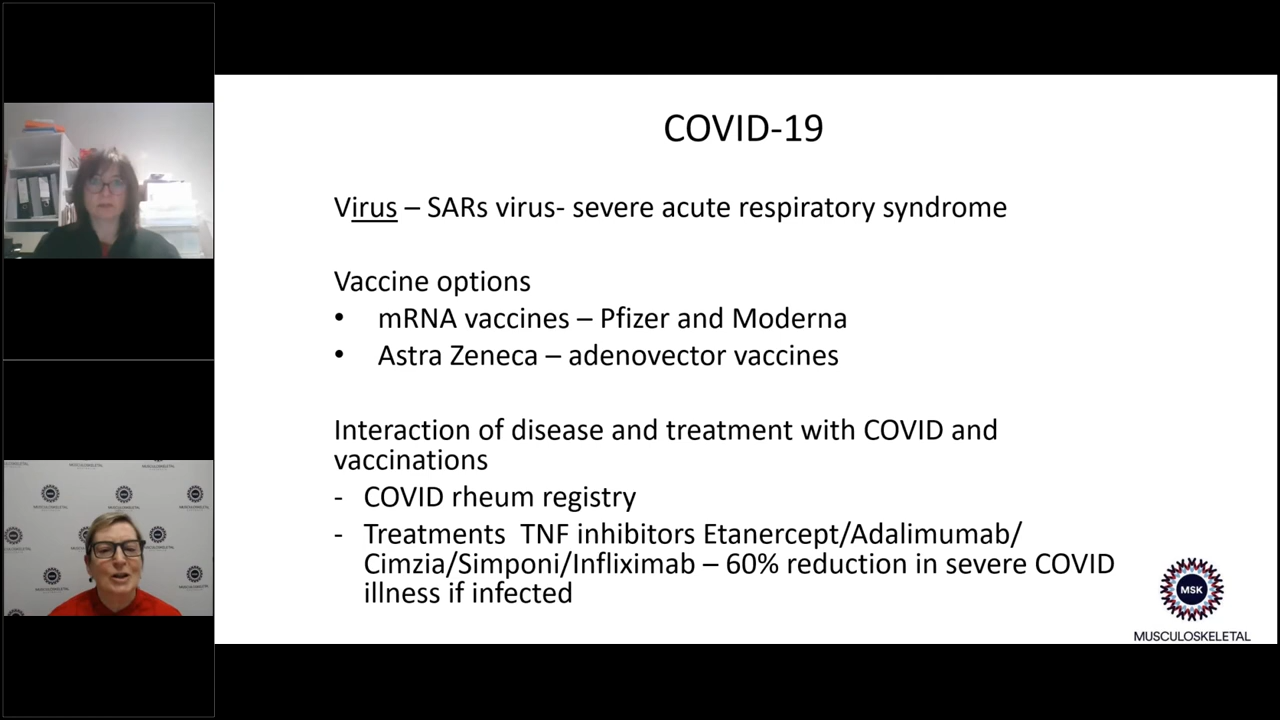 COVID-19
Virus – SARs virus- severe acute respiratory syndrome
Vaccine options
• mRNA vaccines – Pfizer and Moderna
• Astra Zeneca – adenovector vaccines
Interaction of disease and treatment with COVID and
vaccinations
- COVID rheum registry
- Treatments TNF inhibitors Etanercept/Adalimumab/
Cimzia/Simponi/Infliximab – 60% reduction in severe COVID
illness if infected
MSK
MUSCULOSKELETAL